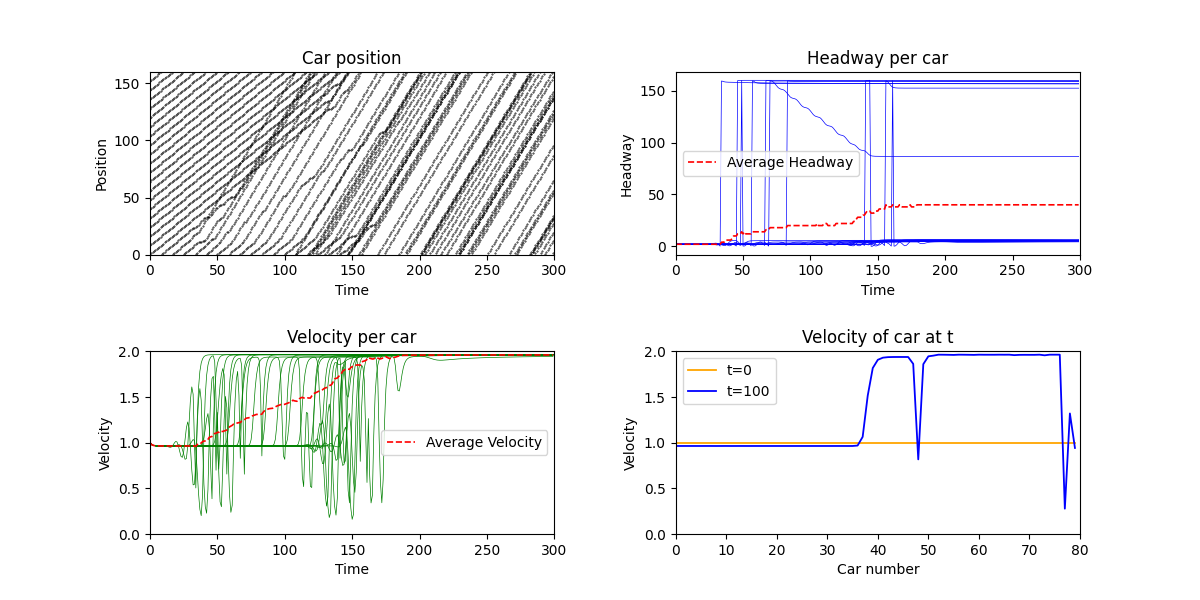 Car position
Position
150
100
50
0
0 50 100 150 200 250 300
Time
Headway per car
Headway
150
100
50
0
Average Headway
0 50 100 150 200 250 300
Time
Velocity per car
Velocity
2.0
1.5
1.0
0.5
0.0
Average Velocity
0 50 100 150 200 250 300
Time
Velocity of car at t
Velocity
2.0
1.5
1.0
0.5
0.0
t=0
t=100
0 10 20 30 40 50 60 70 80
Car number